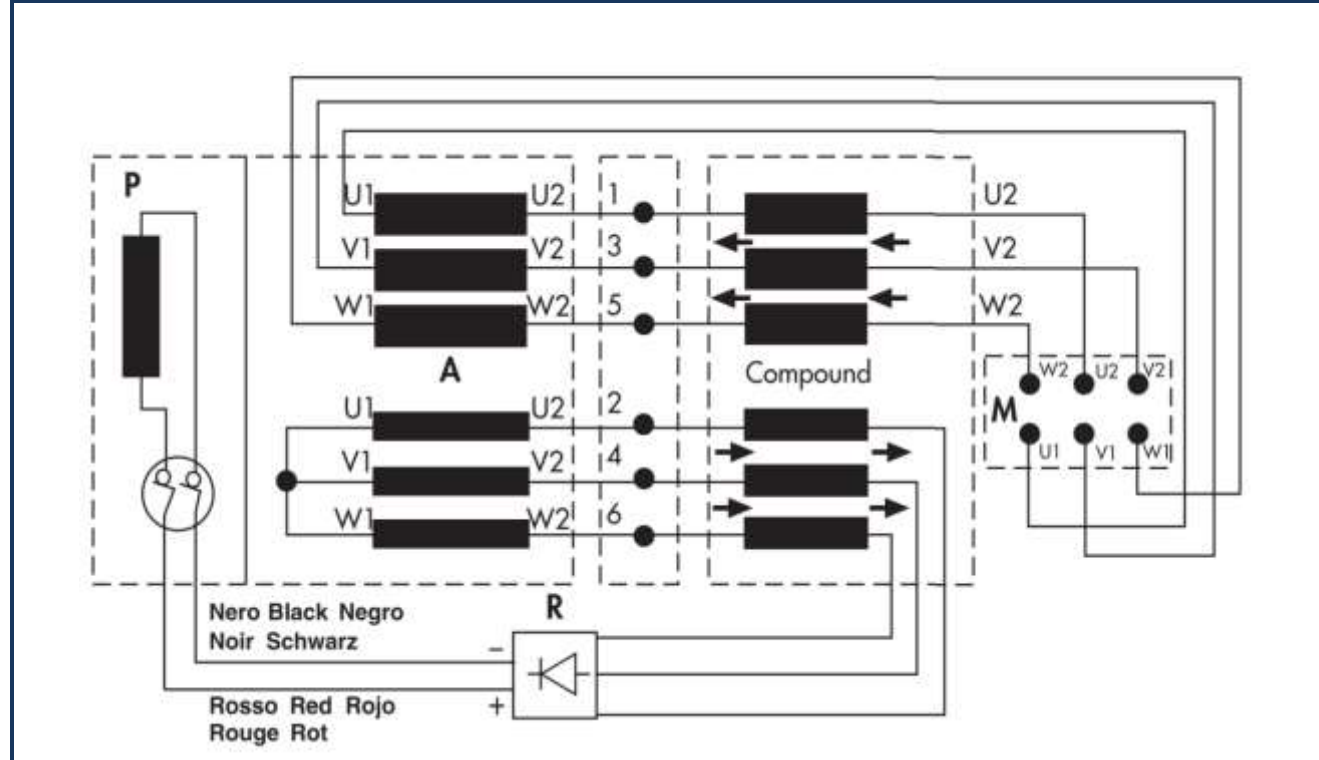 P
U1 U2 1 U2
V1 V2 3 V2
W1 W2 5 W2
A
Compound
W2 U2 V2
M
U1 V1 W1
U1 U2 2
V1 V2 4
W1 W2 6
Nero Black Negro
Noir Schwarz
R
−
+
Rosso Red Rojo
Rouge Rot